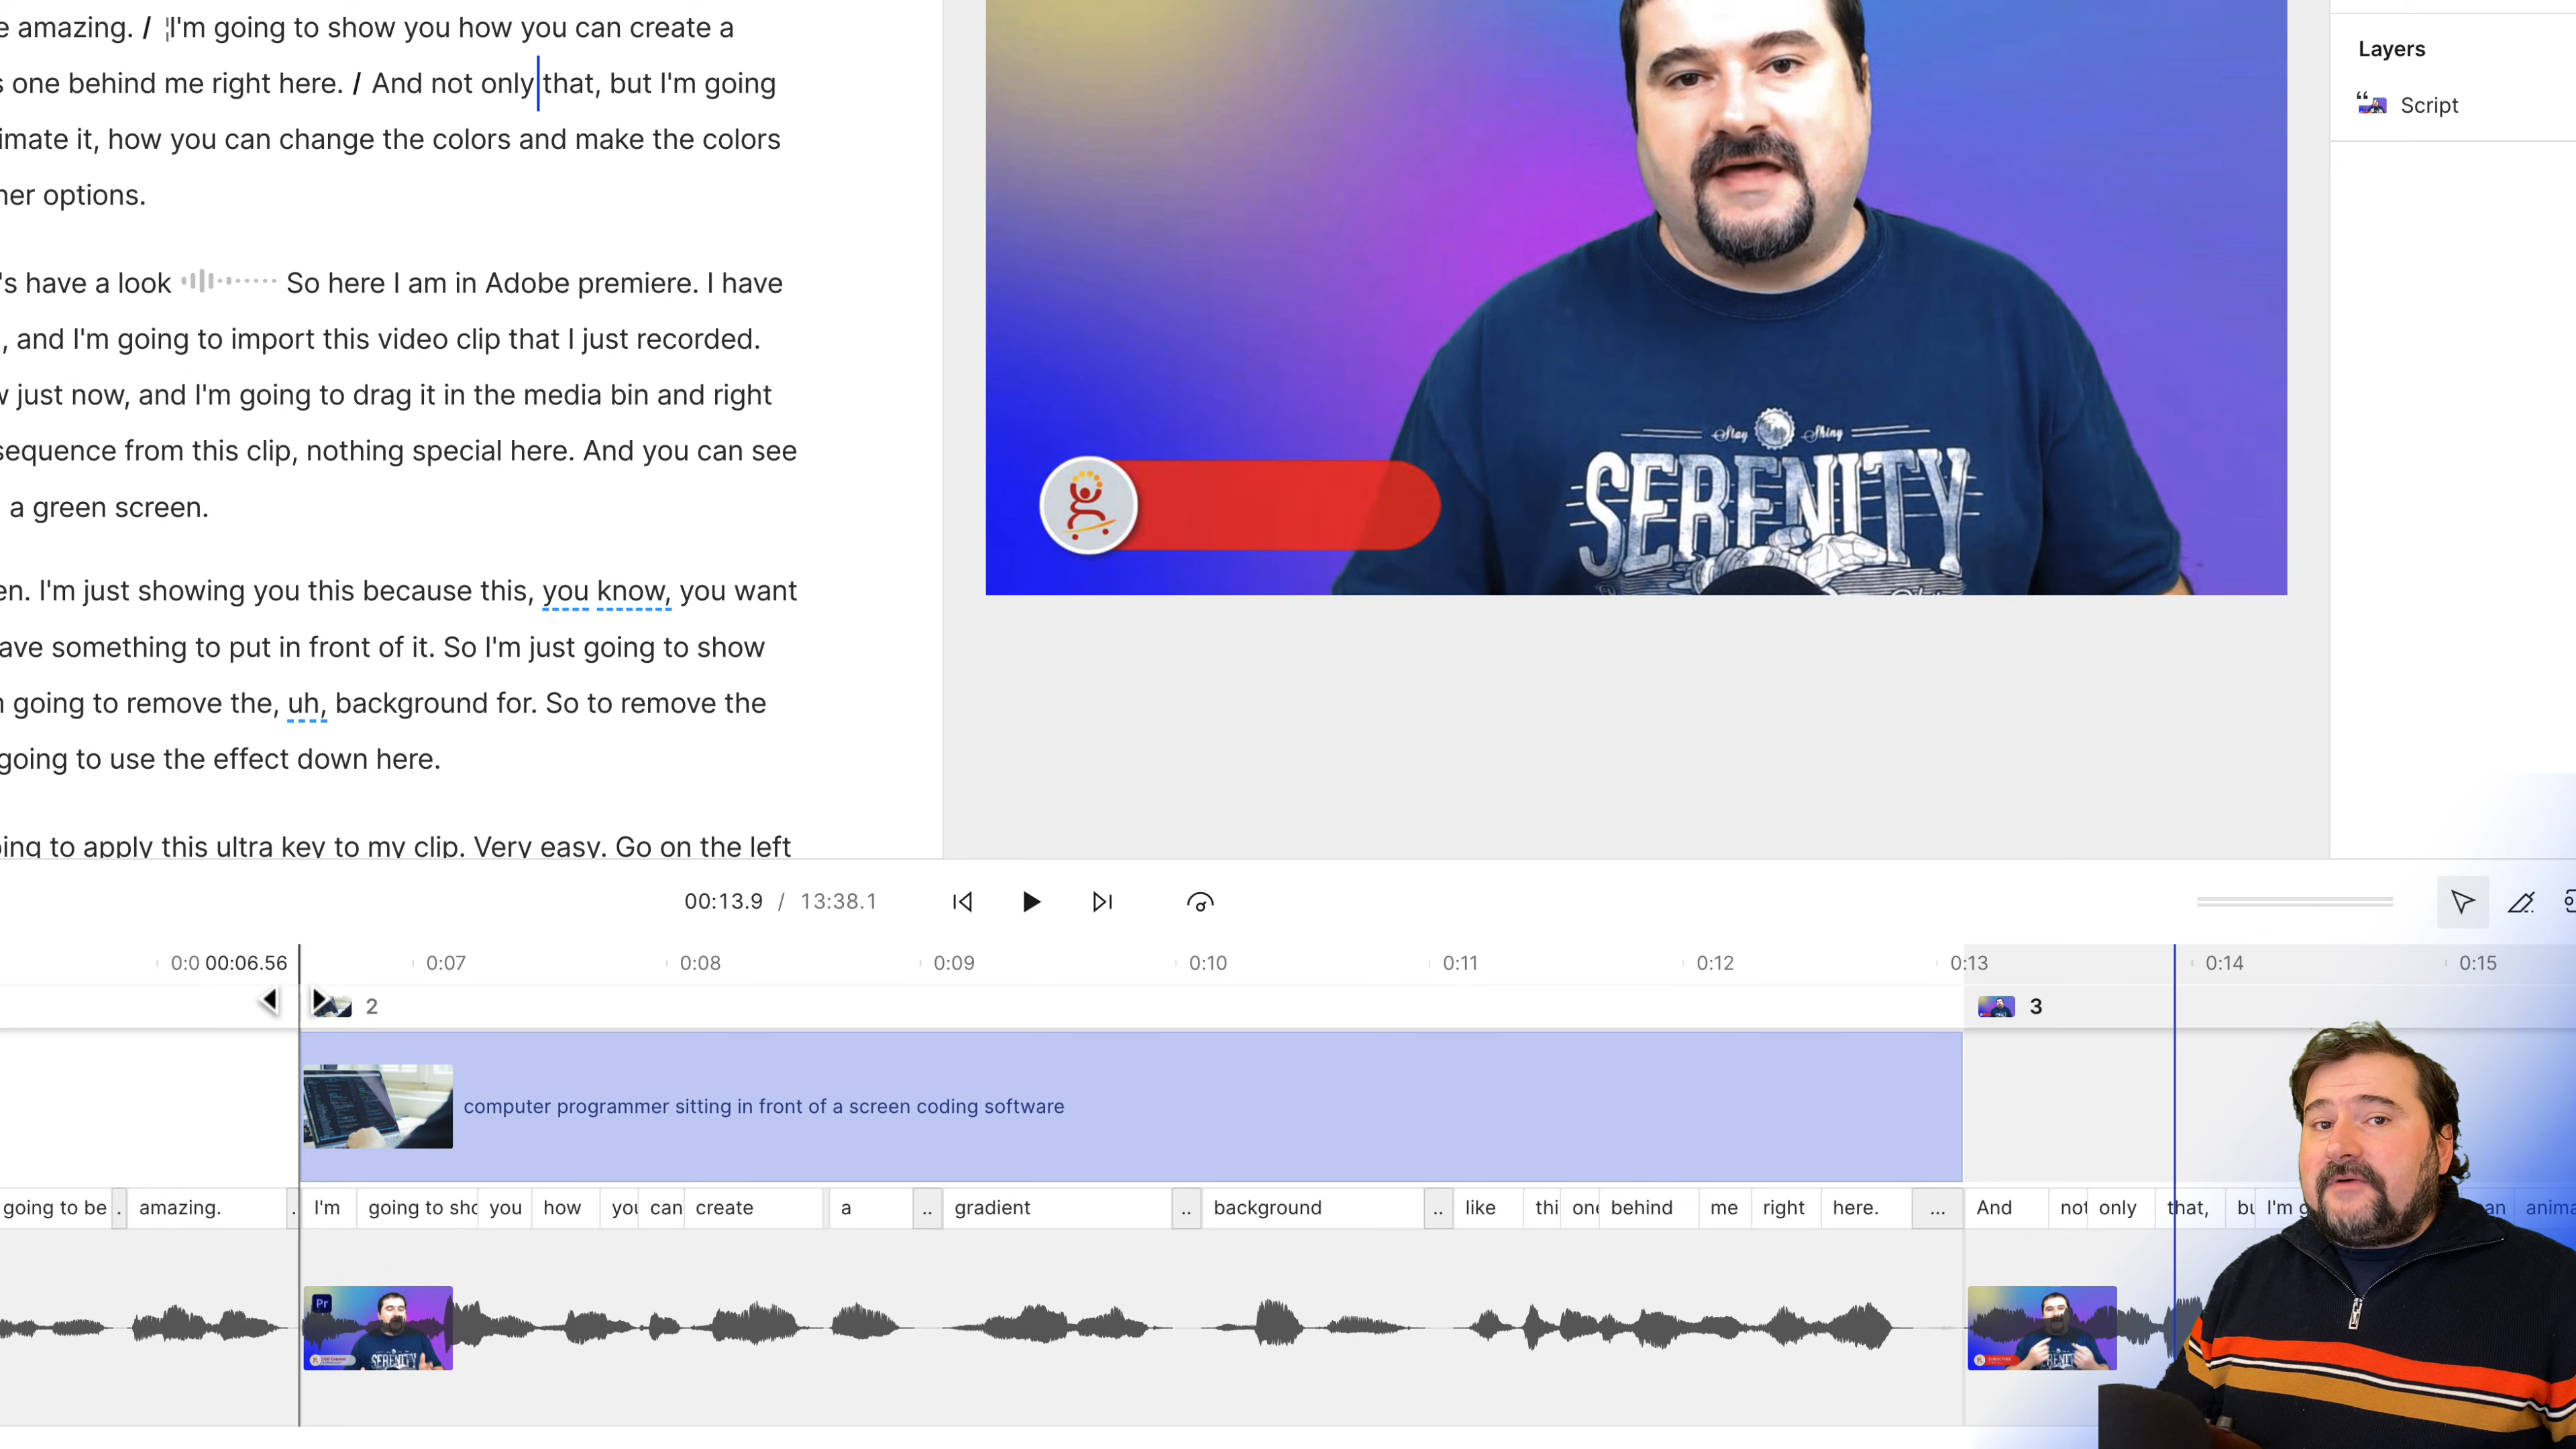 e amazing. / I'm going to show you how you can create a
s one behind me right here. / And not only that, but I'm going
imate it, how you can change the colors and make the colors
her options.
's have a look So here I am in Adobe premiere. I have
, and I'm going to import this video clip that I just recorded.
w just now, and I'm going to drag it in the media bin and right
sequence from this clip, nothing special here. And you can see
a green screen.
en. I'm just showing you this because this, you know, you want
ave something to put in front of it. So I'm just going to show
n going to remove the, uh, background for. So to remove the
going to use the effect down here.
oing to apply this ultra key to my clip. Very easy. Go on the left
Stay Shiny
SERENITY
Layers
Script
00:13.9 / 13:38.1
0:0 00:06.56 0:07 0:08 0:09 0:10 0:11 0:12 0:13 0:14 0:15
2 3
computer programmer sitting in front of a screen coding software
going to be . amazing. . I'm going to sho you how you can create a .. gradient .. background .. like thi one behind me right here. ... And not only that, bu I'm g an anima
Pr
SERENITY